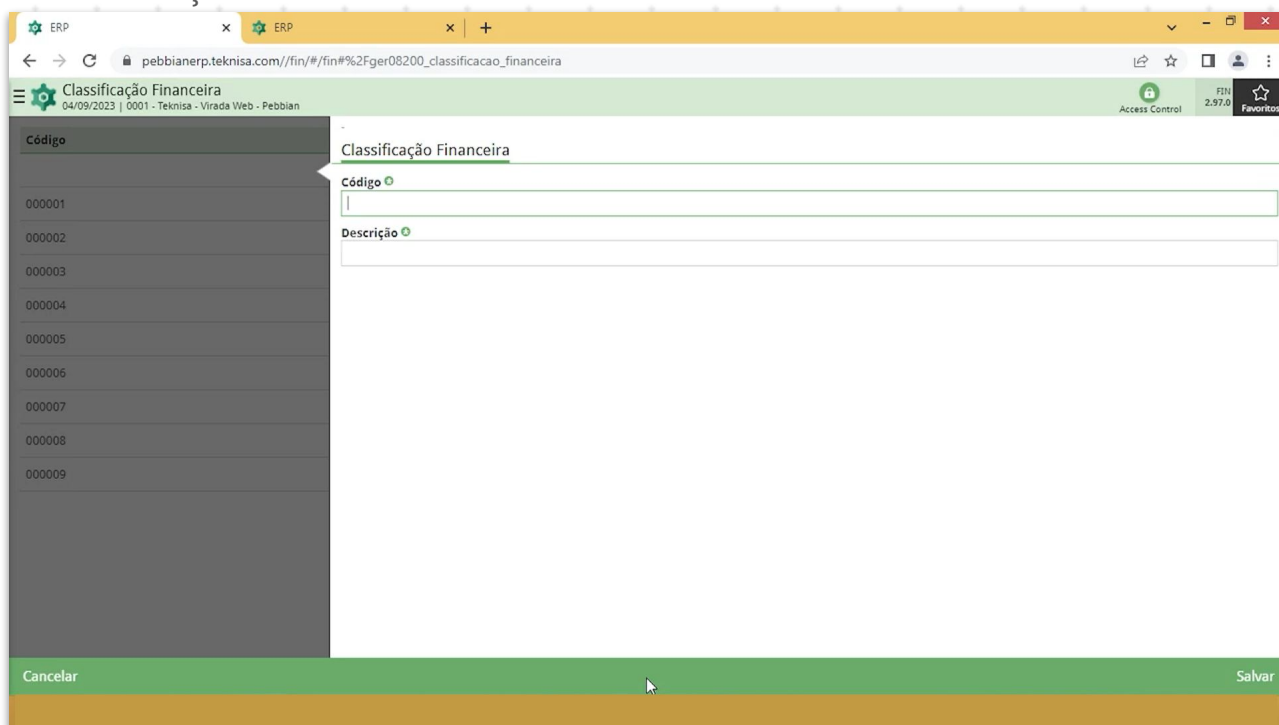 ERP
ERP
pebbianerp.teknisa.com//fin/#/fin#%2Fger08200_classificacao_financeira
Classificação Financeira
04/09/2023 | 0001 - Teknisa - Virada Web - Pebbian
Access Control
FIN
2.97.0
Favoritos
Código
000001
000002
000003
000004
000005
000006
000007
000008
000009
-
Classificação Financeira
Código
Descrição
Cancelar
Salvar